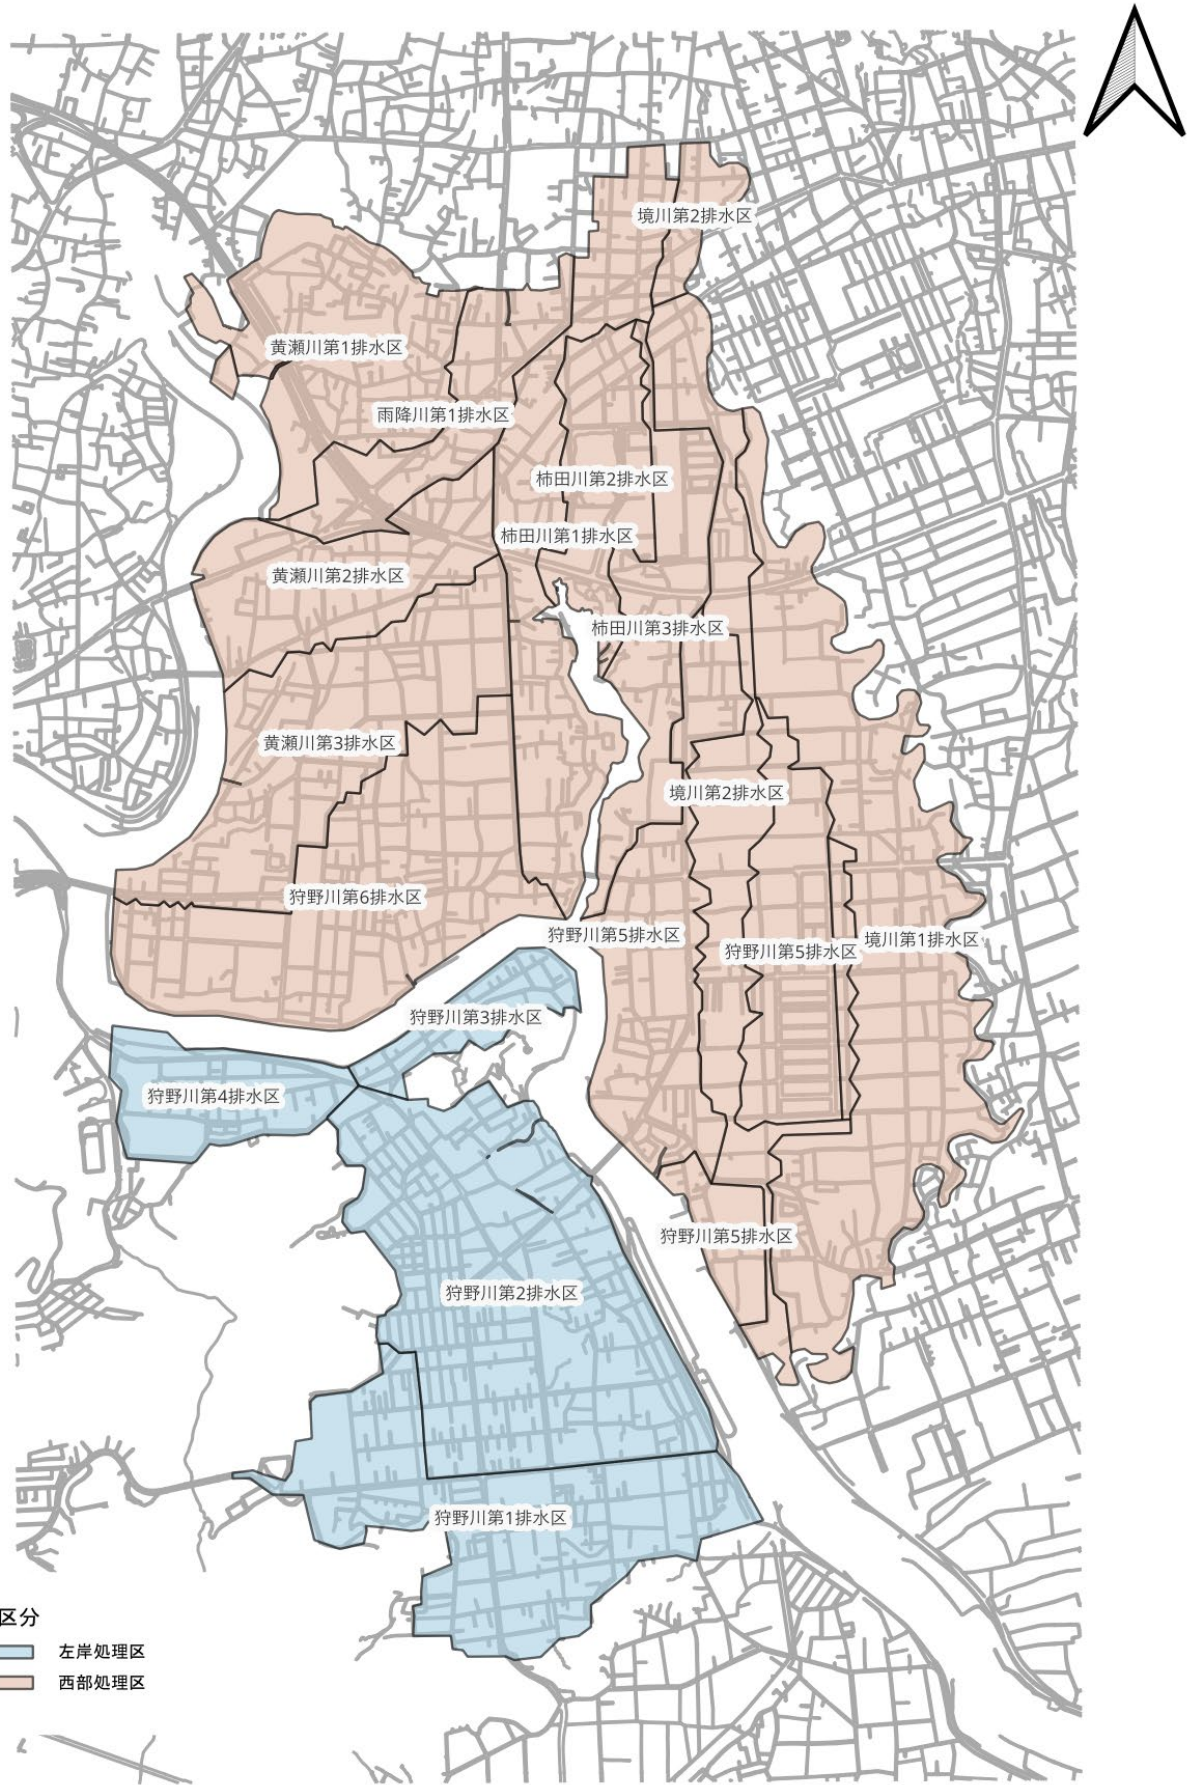 境川第2排水区
黄瀬川第1排水区
雨降川第1排水区
柿田川第2排水区
柿田川第1排水区
黄瀬川第2排水区
柿田川第3排水区
黄瀬川第3排水区
境川第2排水区
狩野川第6排水区
狩野川第5排水区
狩野川第5排水区
境川第1排水区
狩野川第3排水区
狩野川第4排水区
狩野川第5排水区
狩野川第2排水区
狩野川第1排水区
区分
左岸処理区
西部処理区